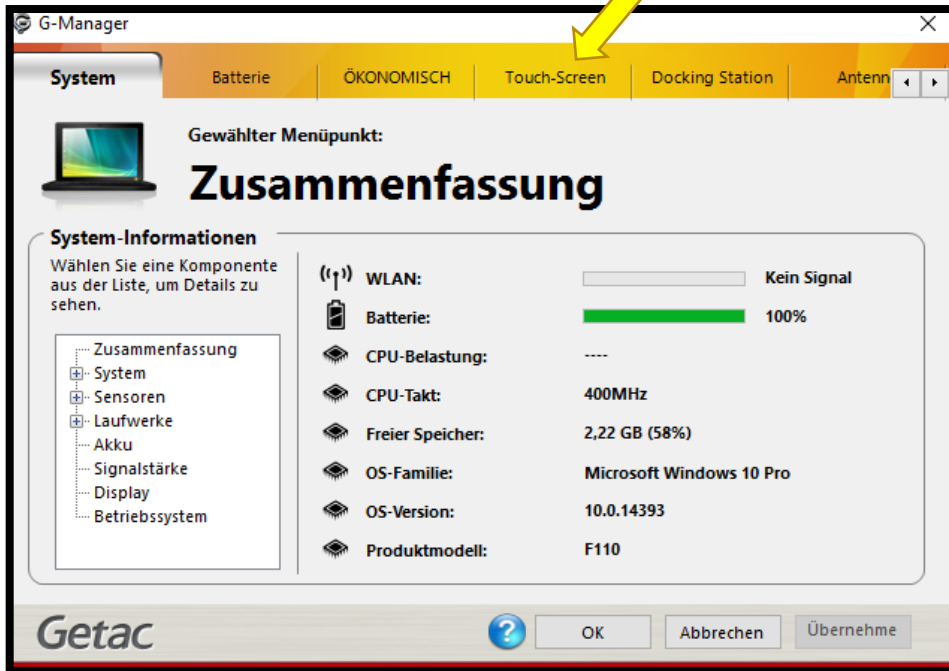 G-Manager
System Batterie ÖKONOMISCH Touch-Screen Docking Station Antenn
Gewählter Menüpunkt:
Zusammenfassung
System-Informationen
Wählen Sie eine Komponente
aus der Liste, um Details zu
sehen.
Zusammenfassung
System
Sensoren
Laufwerke
Akku
Signalstärke
Display
Betriebssystem
WLAN: Kein Signal
Batterie: 100%
CPU-Belastung: ----
CPU-Takt: 400MHz
Freier Speicher: 2,22 GB (58%)
OS-Familie: Microsoft Windows 10 Pro
OS-Version: 10.0.14393
Produktmodell: F110
Getac ? OK Abbrechen Übernehme